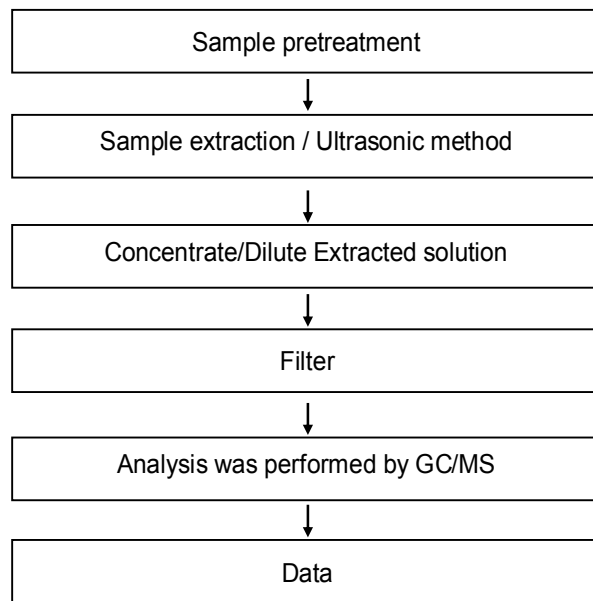 Sample pretreatment
Sample extraction / Ultrasonic method
Concentrate/Dilute Extracted solution
Filter
Analysis was performed by GC/MS
Data